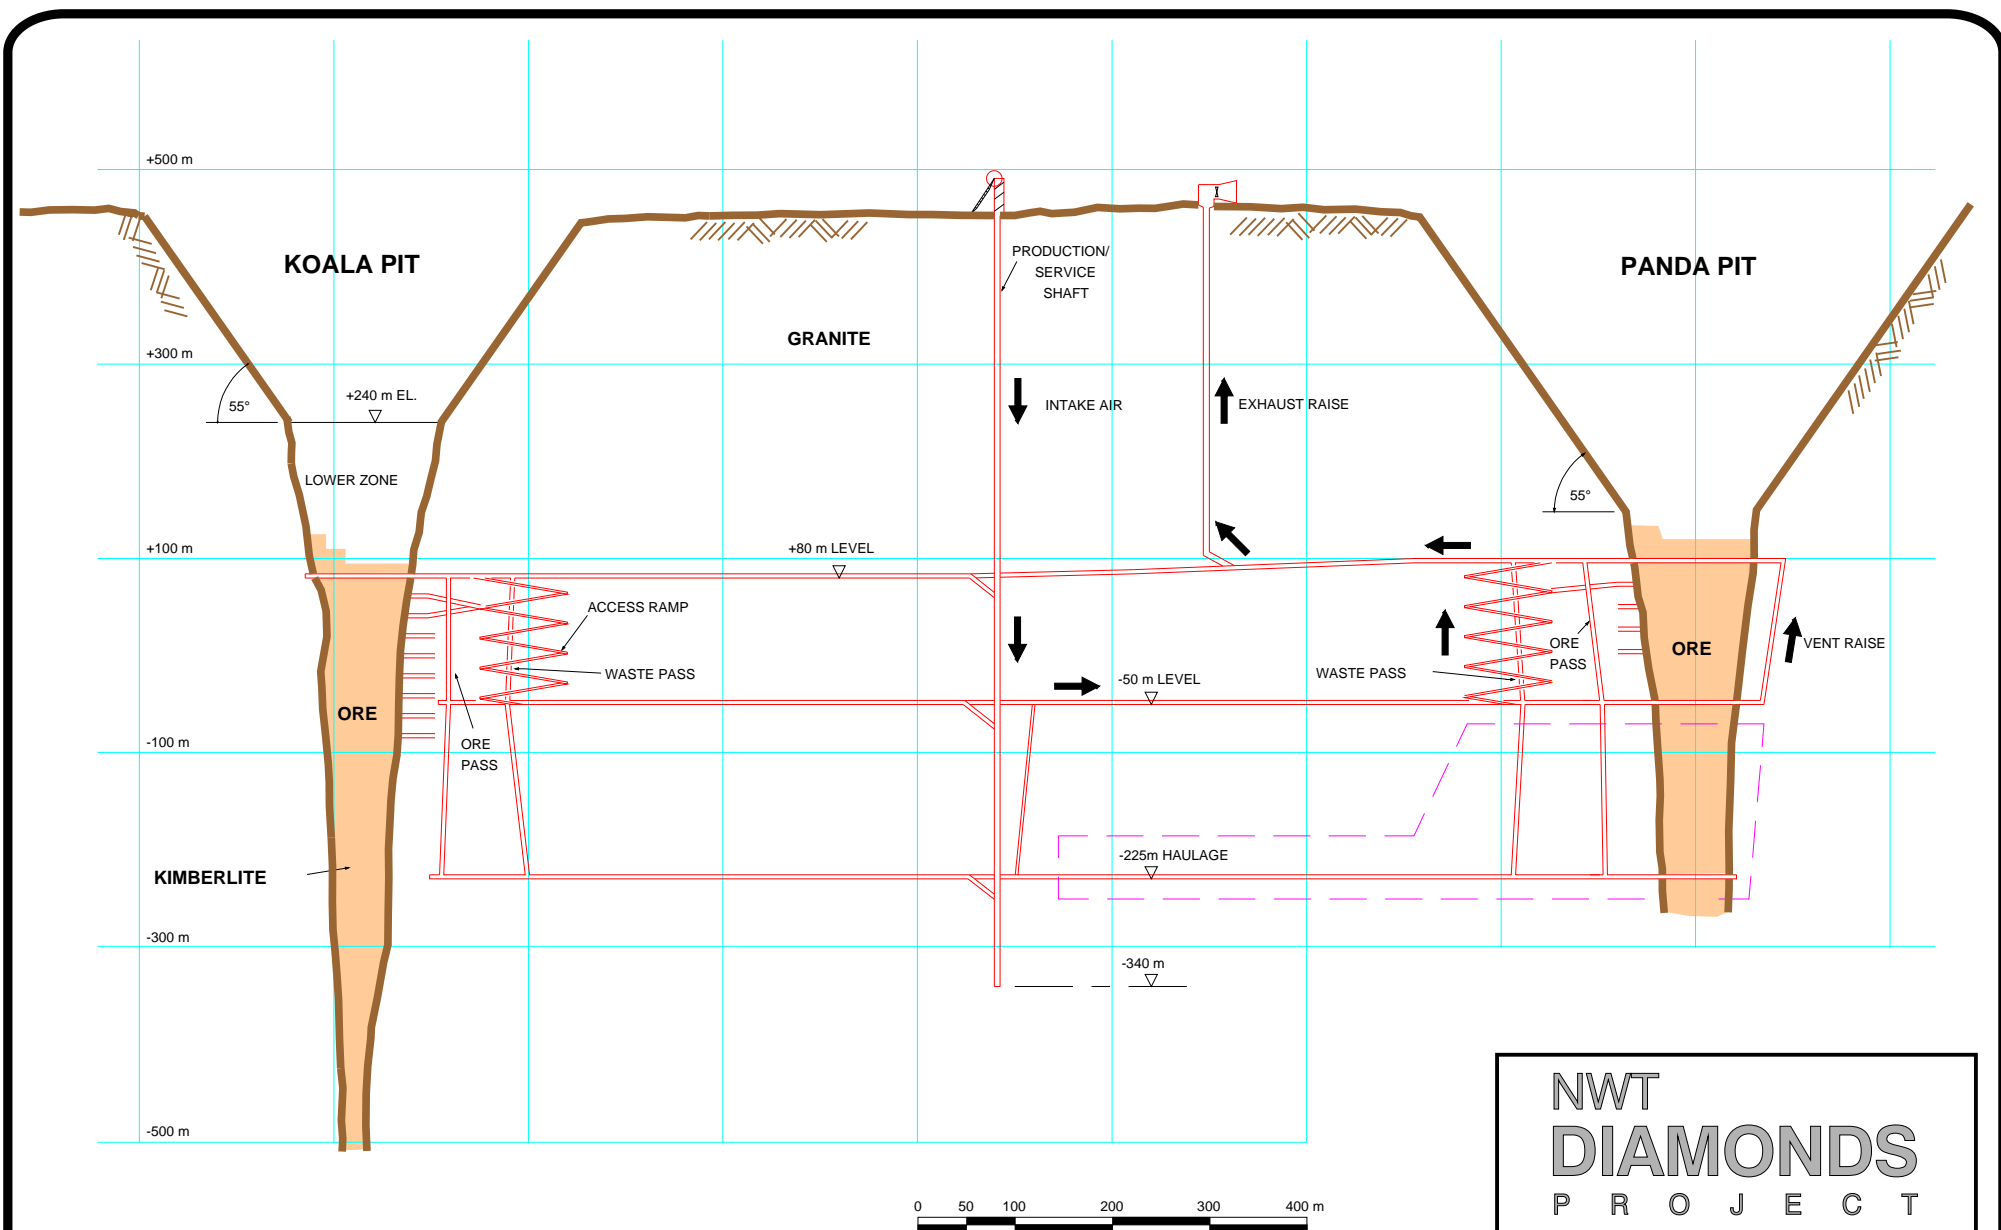 +500 m
KOALA PIT
PRODUCTION/
SERVICE
SHAFT
PANDA PIT
GRANITE
+300 m
+240 m EL.
55°
INTAKE AIR
EXHAUST RAISE
LOWER ZONE
55°
+100 m
+80 m LEVEL
ACCESS RAMP
WASTE PASS
ORE
PASS
ORE
VENT RAISE
WASTE PASS
-50 m LEVEL
ORE
ORE
PASS
-100 m
-225m HAULAGE
KIMBERLITE
-300 m
-340 m
-500 m
NWT
DIAMONDS
PROJECT
0 50 100 200 300 400 m